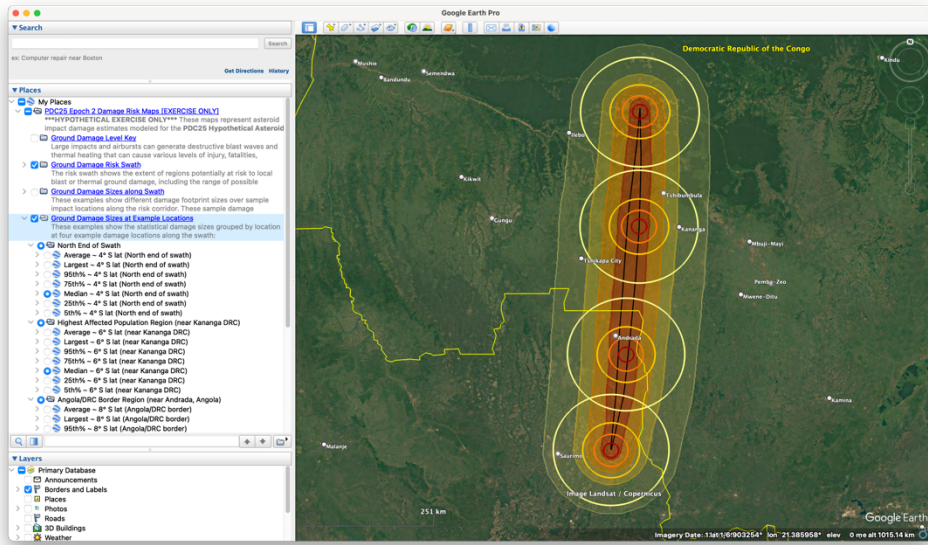 Google Earth Pro
Search
Search
ex: Computer repair near Boston
Get Directions History
Places
My Places
PDC25 Epoch 2 Damage Risk Maps [EXERCISE ONLY]
***HYPOTHETICAL EXERCISE ONLY*** These maps represent asteroid
impact damage estimates modeled for the PDC25 Hypothetical Asteroid
Ground Damage Level Key
Large impacts and airbursts can generate destructive blast waves and
thermal heating that can cause various levels of injury, fatalities,
Ground Damage Risk Swath
The risk swath shows the extent of regions potentially at risk to local
blast or thermal ground damage, including the range of possible
Ground Damage Sizes along Swath
These examples show different damage footprint sizes over sample
impact locations along the risk corridor. These sample damage
Ground Damage Sizes at Example Locations
These examples show the statistical damage sizes grouped by location
at four example damage locations along the swath:
North End of Swath
Average ~ 4° S lat (North end of swath)
Largest ~ 4° S lat (North end of swath)
95th% ~ 4° S lat (North end of swath)
75th% ~ 4° S lat (North end of swath)
Median ~ 4° S lat (North end of swath)
25th% ~ 4° S lat (North end of swath)
5th% ~ 4° S lat (North end of swath)
Highest Affected Population Region (near Kananga DRC)
Average ~ 6° S lat (near Kananga DRC)
Largest ~ 6° S lat (near Kananga DRC)
95th% ~ 6° S lat (near Kananga DRC)
75th% ~ 6° S lat (near Kananga DRC)
Median ~ 6° S lat (near Kananga DRC)
25th% ~ 6° S lat (near Kananga DRC)
5th% ~ 6° S lat (near Kananga DRC)
Angola/DRC Border Region (near Andrada, Angola)
Average ~ 8° S lat (Angola/DRC border)
Largest ~ 8° S lat (Angola/DRC border)
95th% ~ 8° S lat (Angola/DRC border)
Layers
Primary Database
Announcements
Borders and Labels
Places
Photos
Roads
3D Buildings
Weather
Democratic Republic of the Congo
N
Kindu
Mushie
Semendwa
Bandundu
Ilebo
Kikwit
Tshibumbula
Gungu
Kananga
Mbuji-Mayi
Tshikapa City
Pemba-Zeo
Mwene-Ditu
Andrada
Kamina
Malanje
Saurimo
Image Landsat / Copernicus
251 km
Google Earth
Imagery Date: lat -6.903254° lon 21.385958° elev 0 m eye alt 1015.14 km